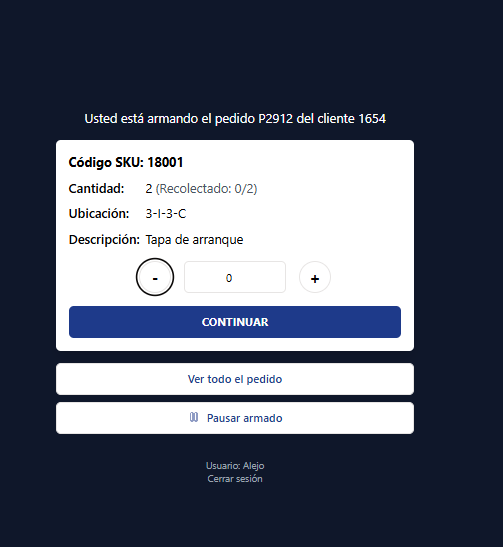 Usted está armando el pedido P2912 del cliente 1654
Código SKU: 18001
Cantidad: 2 (Recolectado: 0/2)
Ubicación: 3-I-3-C
Descripción: Tapa de arranque
- 0 +
CONTINUAR
Ver todo el pedido
Pausar armado
Usuario: Alejo
Cerrar sesión